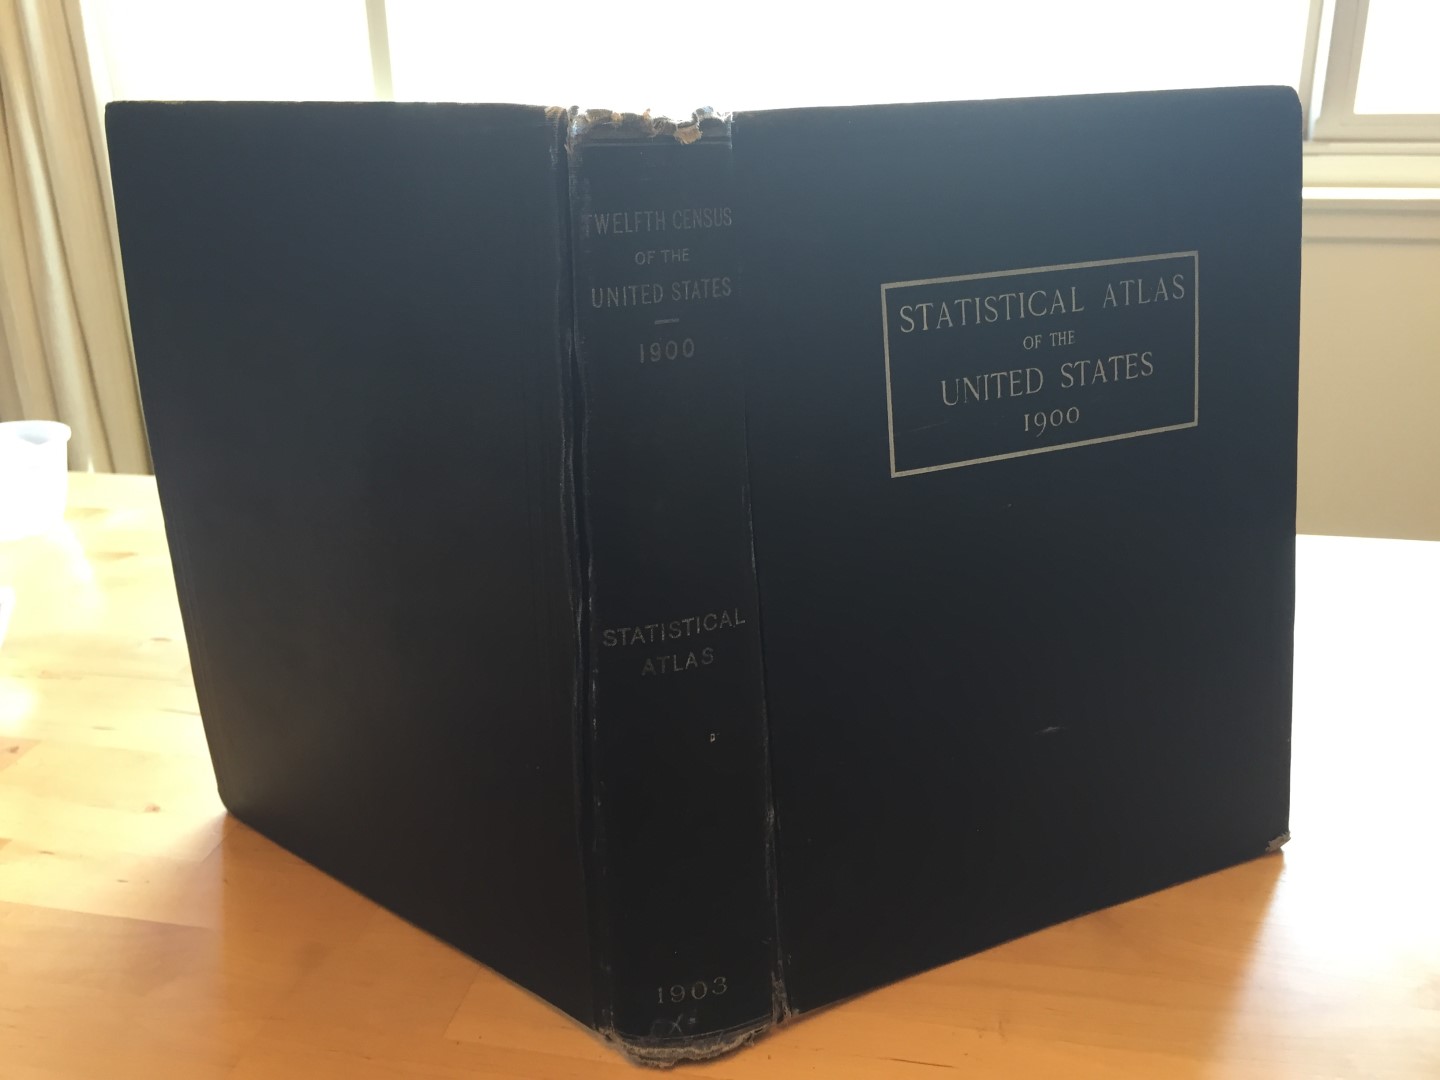 TWELFTH CENSUS
OF THE
UNITED STATES
1900
STATISTICAL
ATLAS
1903
STATISTICAL ATLAS
OF THE
UNITED STATES
1900